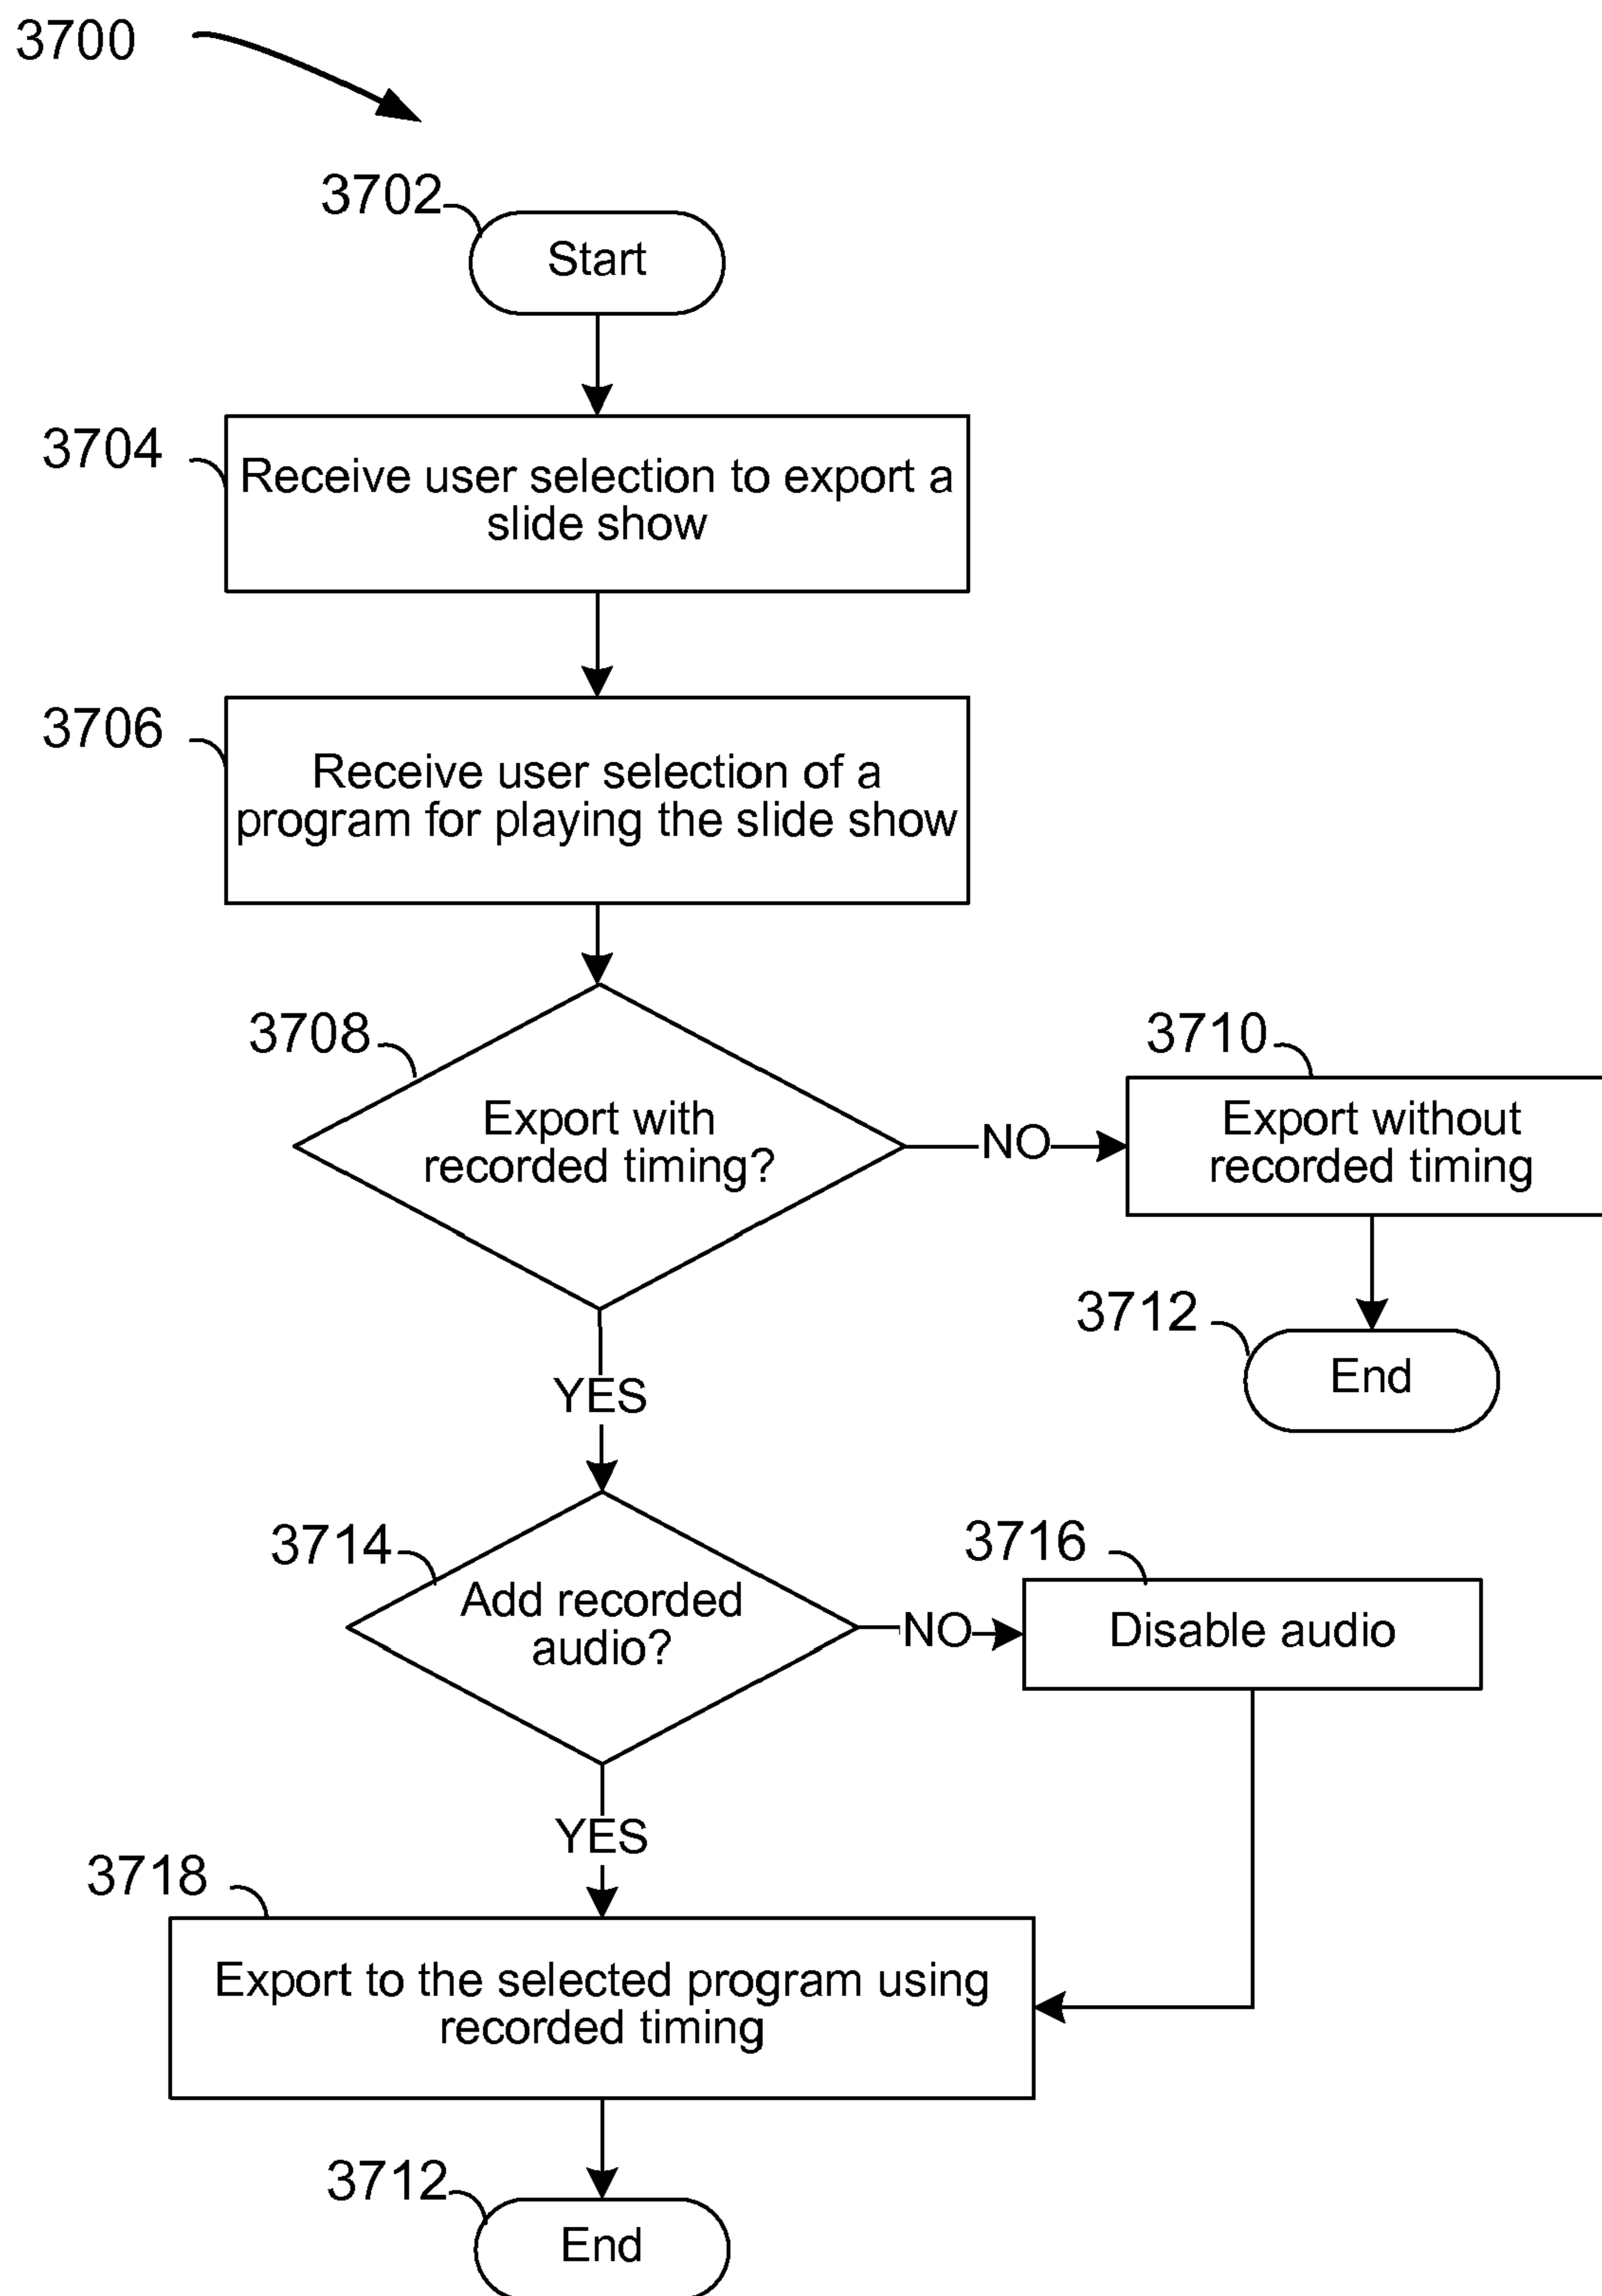 3700
3702
Start
3704
Receive user selection to export a
slide show
3706
Receive user selection of a
program for playing the slide show
3708
Export with
recorded timing?
NO
3710
Export without
recorded timing
3712
End
YES
3714
Add recorded
audio?
NO
3716
Disable audio
YES
3718
Export to the selected program using
recorded timing
3712
End